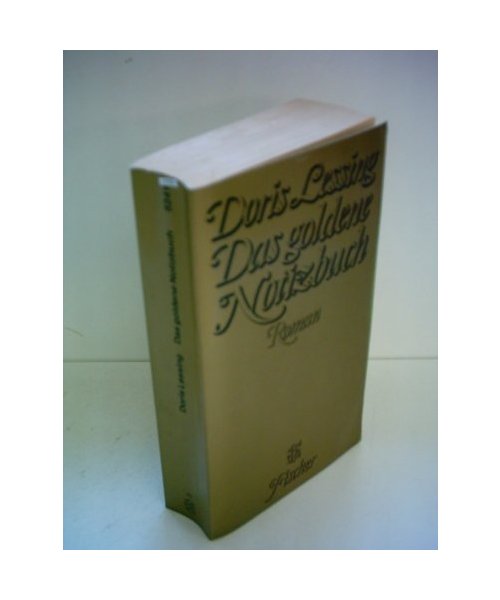 Doris Lessing
Das goldene
Notizbuch
Roman
Fischer
Doris Lessing Das goldene Notizbuch